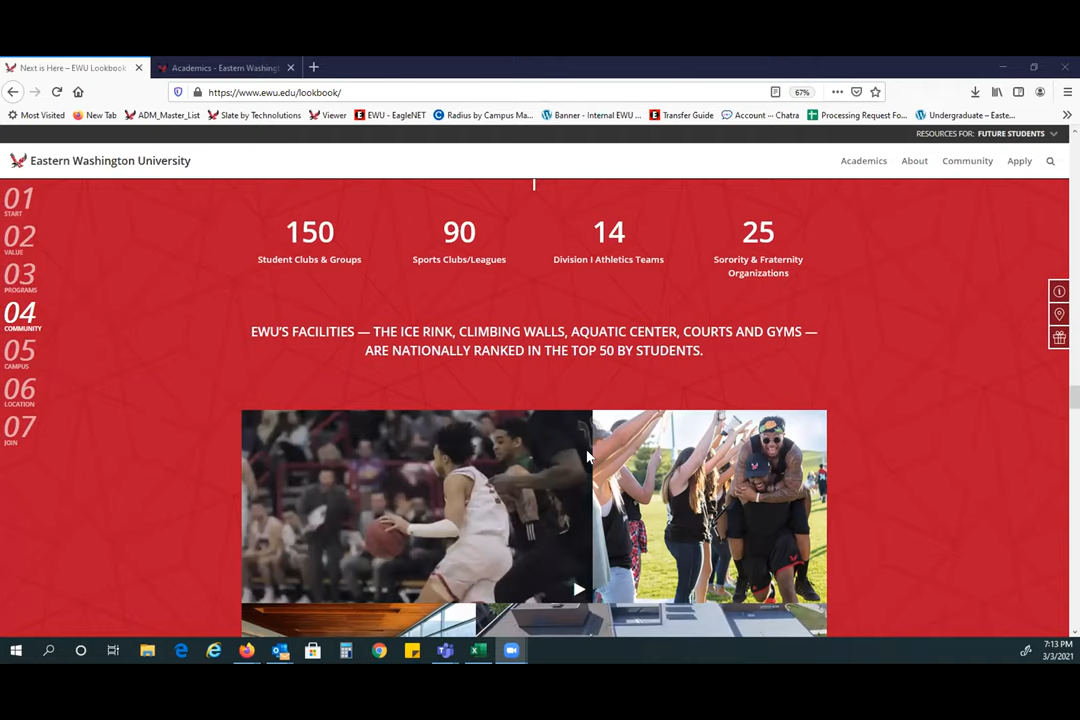 Next is Here – EWU Lookbook
Academics - Eastern Washingt
https://www.ewu.edu/lookbook/
67%
Most Visited
New Tab
ADM_Master_List
Slate by Technolutions
Viewer
EWU - EagleNET
Radius by Campus Ma...
Banner - Internal EWU ...
Transfer Guide
Account ·· Chatra
Processing Request Fo...
Undergraduate – Easte...
RESOURCES FOR: FUTURE STUDENTS
Eastern Washington University
Academics
About
Community
Apply
01
START
02
VALUE
03
PROGRAMS
04
COMMUNITY
05
CAMPUS
06
LOCATION
07
JOIN
150
Student Clubs & Groups
90
Sports Clubs/Leagues
14
Division I Athletics Teams
25
Sorority & Fraternity
Organizations
EWU'S FACILITIES — THE ICE RINK, CLIMBING WALLS, AQUATIC CENTER, COURTS AND GYMS —
ARE NATIONALLY RANKED IN THE TOP 50 BY STUDENTS.
7:13 PM
3/3/2021